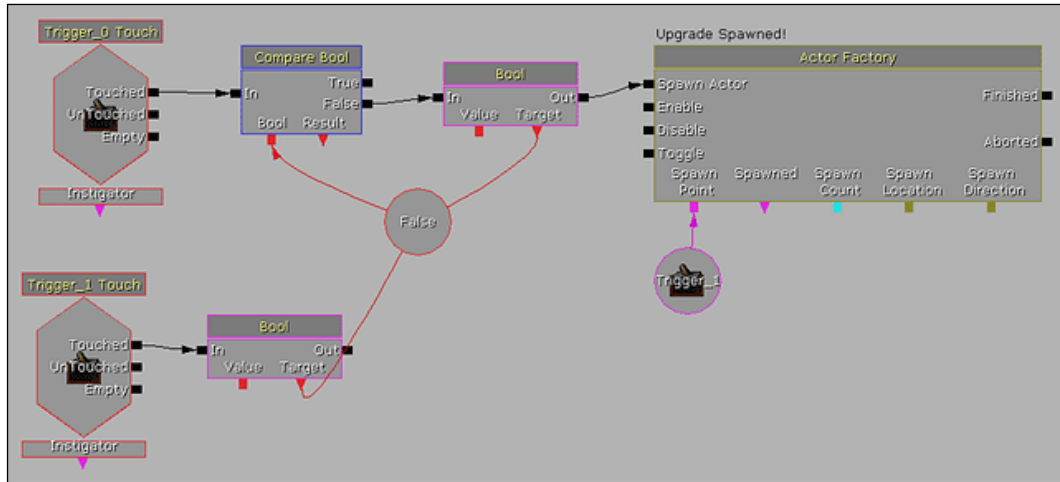 Trigger_0 Touch
Touched
UnTouched
Empty
Instigator
Compare Bool
In
True
False
Bool Result
Bool
In Out
Value Target
Upgrade Spawned!
Actor Factory
Spawn Actor
Enable
Disable
Toggle
Finished
Aborted
Spawn Point
Spawned
Spawn Count
Spawn Location
Spawn Direction
False
Trigger_1
Trigger_1 Touch
Touched
UnTouched
Empty
Instigator
Bool
In Out
Value Target